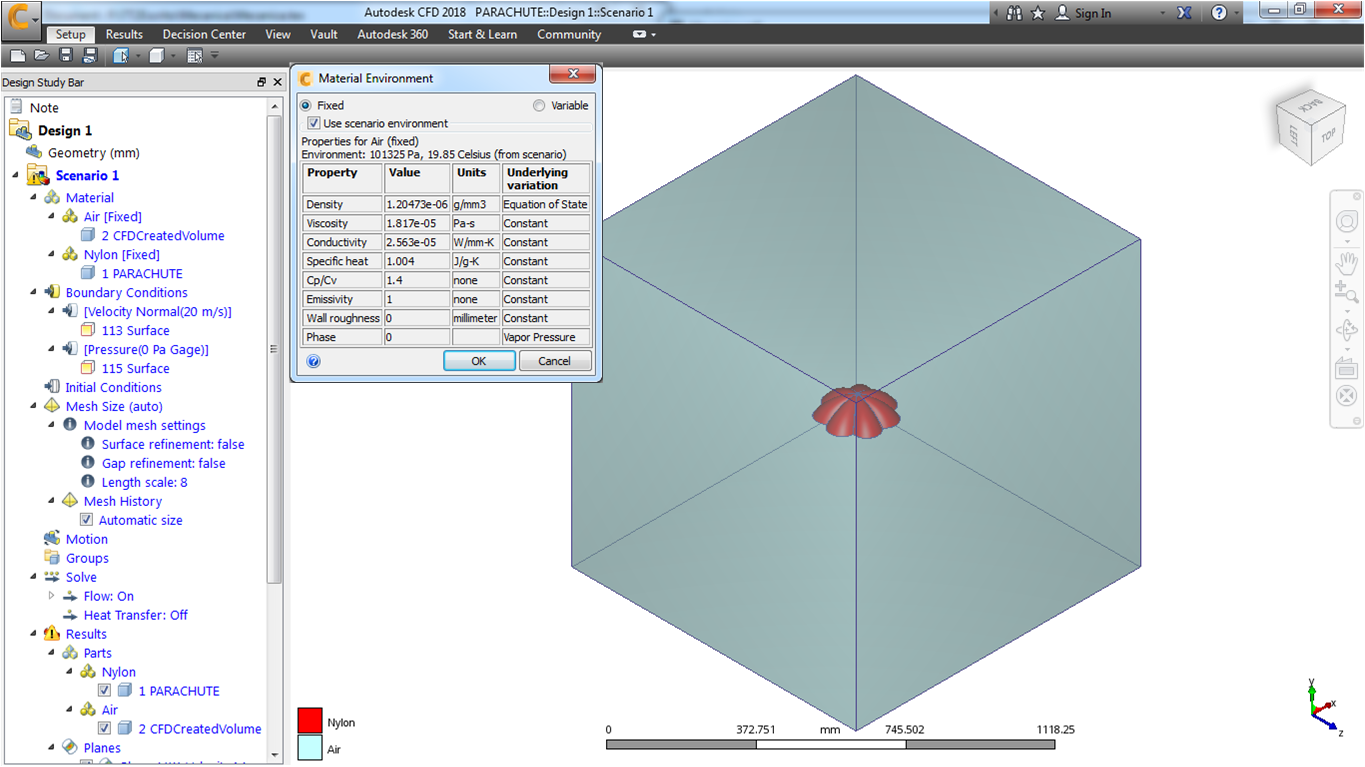 Autodesk CFD 2018 PARACHUTE::Design 1::Scenario 1
Sign In
Setup Results Decision Center View Vault Autodesk 360 Start & Learn Community
Design Study Bar
Note
Design 1
Geometry (mm)
Scenario 1
Material
Air [Fixed]
2 CFDCreatedVolume
Nylon [Fixed]
1 PARACHUTE
Boundary Conditions
[Velocity Normal(20 m/s)]
113 Surface
[Pressure(0 Pa Gage)]
115 Surface
Initial Conditions
Mesh Size (auto)
Model mesh settings
Surface refinement: false
Gap refinement: false
Length scale: 8
Mesh History
Automatic size
Motion
Groups
Solve
Flow: On
Heat Transfer: Off
Results
Parts
Nylon
1 PARACHUTE
Air
2 CFDCreatedVolume
Planes
Material Environment
Fixed Variable
Use scenario environment
Properties for Air (fixed)
Environment: 101325 Pa, 19.85 Celsius (from scenario)
Property Value Units Underlying variation
Density 1.20473e-06 g/mm3 Equation of State
Viscosity 1.817e-05 Pa-s Constant
Conductivity 2.563e-05 W/mm-K Constant
Specific heat 1.004 J/g-K Constant
Cp/Cv 1.4 none Constant
Emissivity 1 none Constant
Wall roughness 0 millimeter Constant
Phase 0 Vapor Pressure
OK Cancel
BACK
LEFT TOP
Nylon
Air
0 372.751 mm 745.502 1118.25
y
x
z